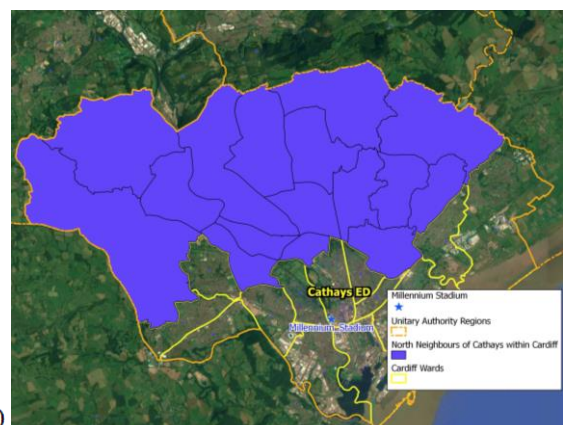 Cathays ED
Millennium Stadium
Millennium Stadium
Unitary Authority Regions
North Neighbours of Cathays within Cardiff
Cardiff Wards
)